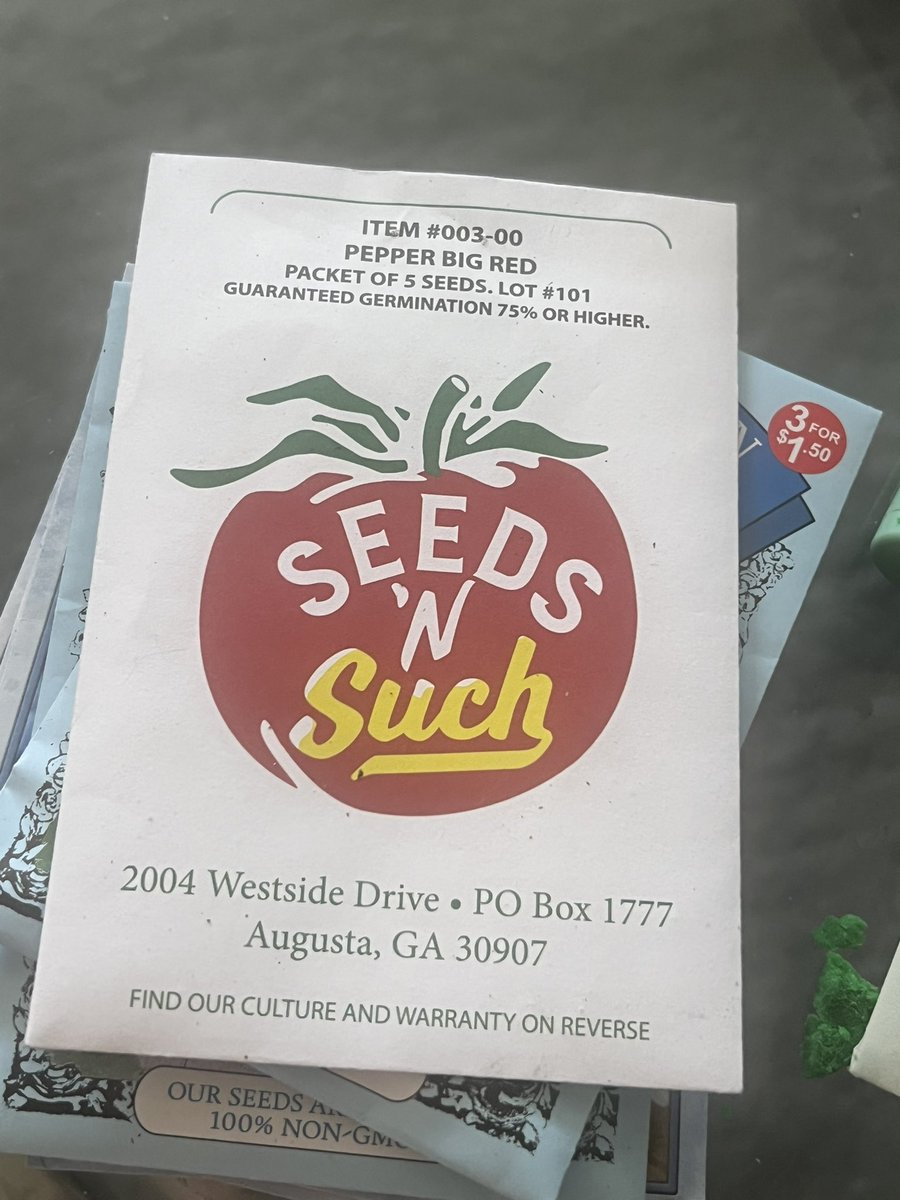 ITEM #003-00
PEPPER BIG RED
PACKET OF 5 SEEDS. LOT #101
GUARANTEED GERMINATION 75% OR HIGHER.
3 FOR
$1.50
SEEDS
'N
Such
2004 Westside Drive • PO Box 1777
Augusta, GA 30907
FIND OUR CULTURE AND WARRANTY ON REVERSE
OUR SEEDS
100% NON-GMO